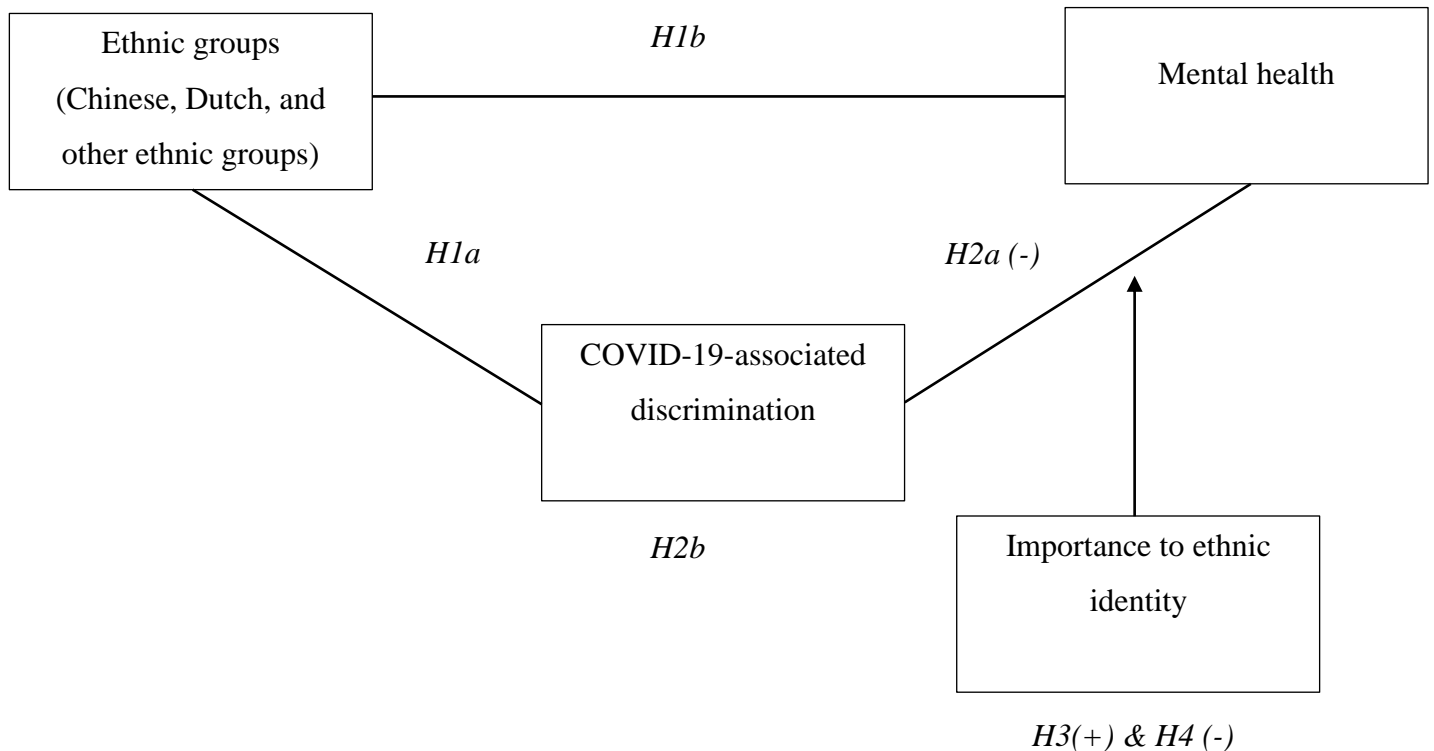 Ethnic groups
(Chinese, Dutch, and
other ethnic groups)
H1b
Mental health
H1a
H2a (-)
COVID-19-associated
discrimination
H2b
Importance to ethnic
identity
H3(+) & H4 (-)